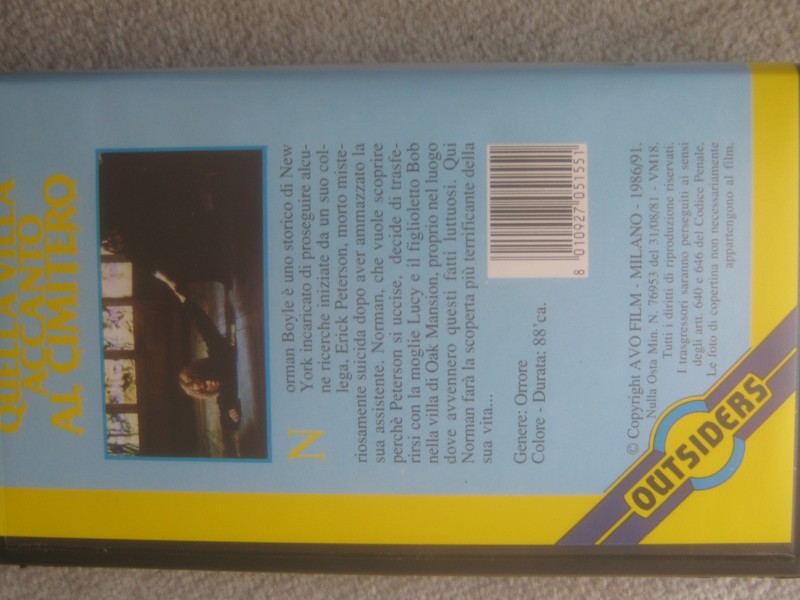 QUELLA VILLA
ACCANTO
AL CIMITERO
Norman Boyle è uno storico di New
York incaricato di proseguire alcu-
ne ricerche iniziate da un suo col-
lega, Erick Peterson, morto miste-
riosamente suicida dopo aver ammazzato la
sua assistente. Norman, che vuole scoprire
perchè Peterson si uccise, decide di trasfe-
rirsi con la moglie Lucy e il figlioletto Bob
nella villa di Oak Mansion, proprio nel luogo
dove avvennero questi fatti luttuosi. Qui
Norman farà la scoperta più terrificante della
sua vita...
Genere: Orrore
Colore - Durata: 88'ca.
8 010927 051551
© Copyright AVO FILM - MILANO - 1986/91.
Nulla Osta Min. N. 76953 del 31/08/81 - VM18.
Tutti i diritti di riproduzione riservati.
I trasgressori saranno perseguiti ai sensi
degli artt. 640 e 646 del Codice Penale.
Le foto di copertina non necessariamente
appartengono al film.
OUTSIDERS